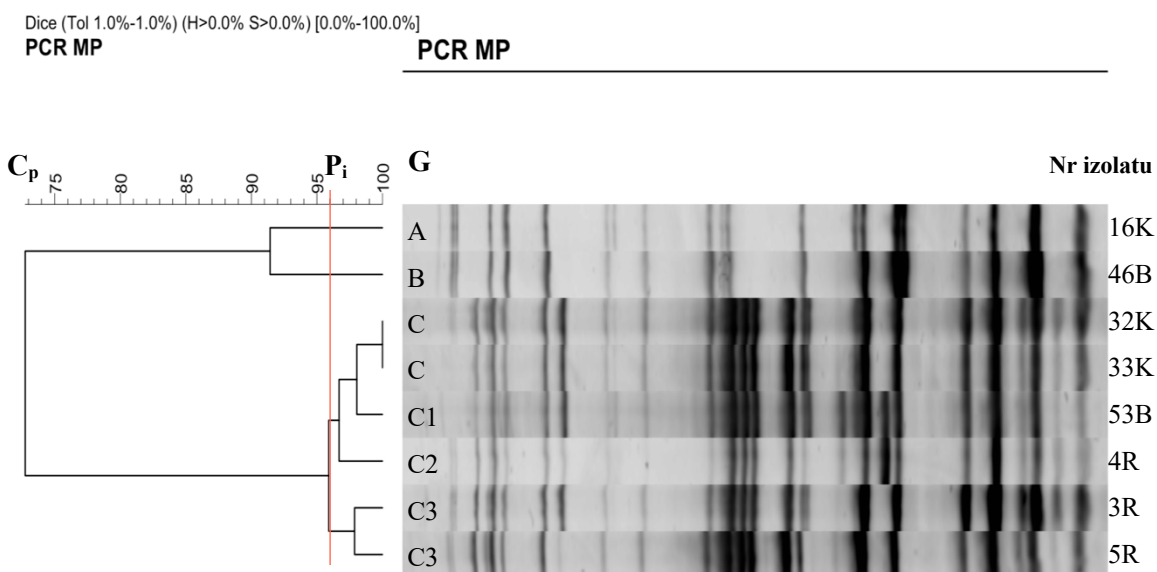 Dice (Tol 1.0%-1.0%) (H>0.0% S>0.0%) [0.0%-100.0%]
PCR MP
PCR MP
Cp 75 80 85 90 95 Pi 100 G Nr izolatu
A 16K
B 46B
C 32K
C 33K
C1 53B
C2 4R
C3 3R
C3 5R